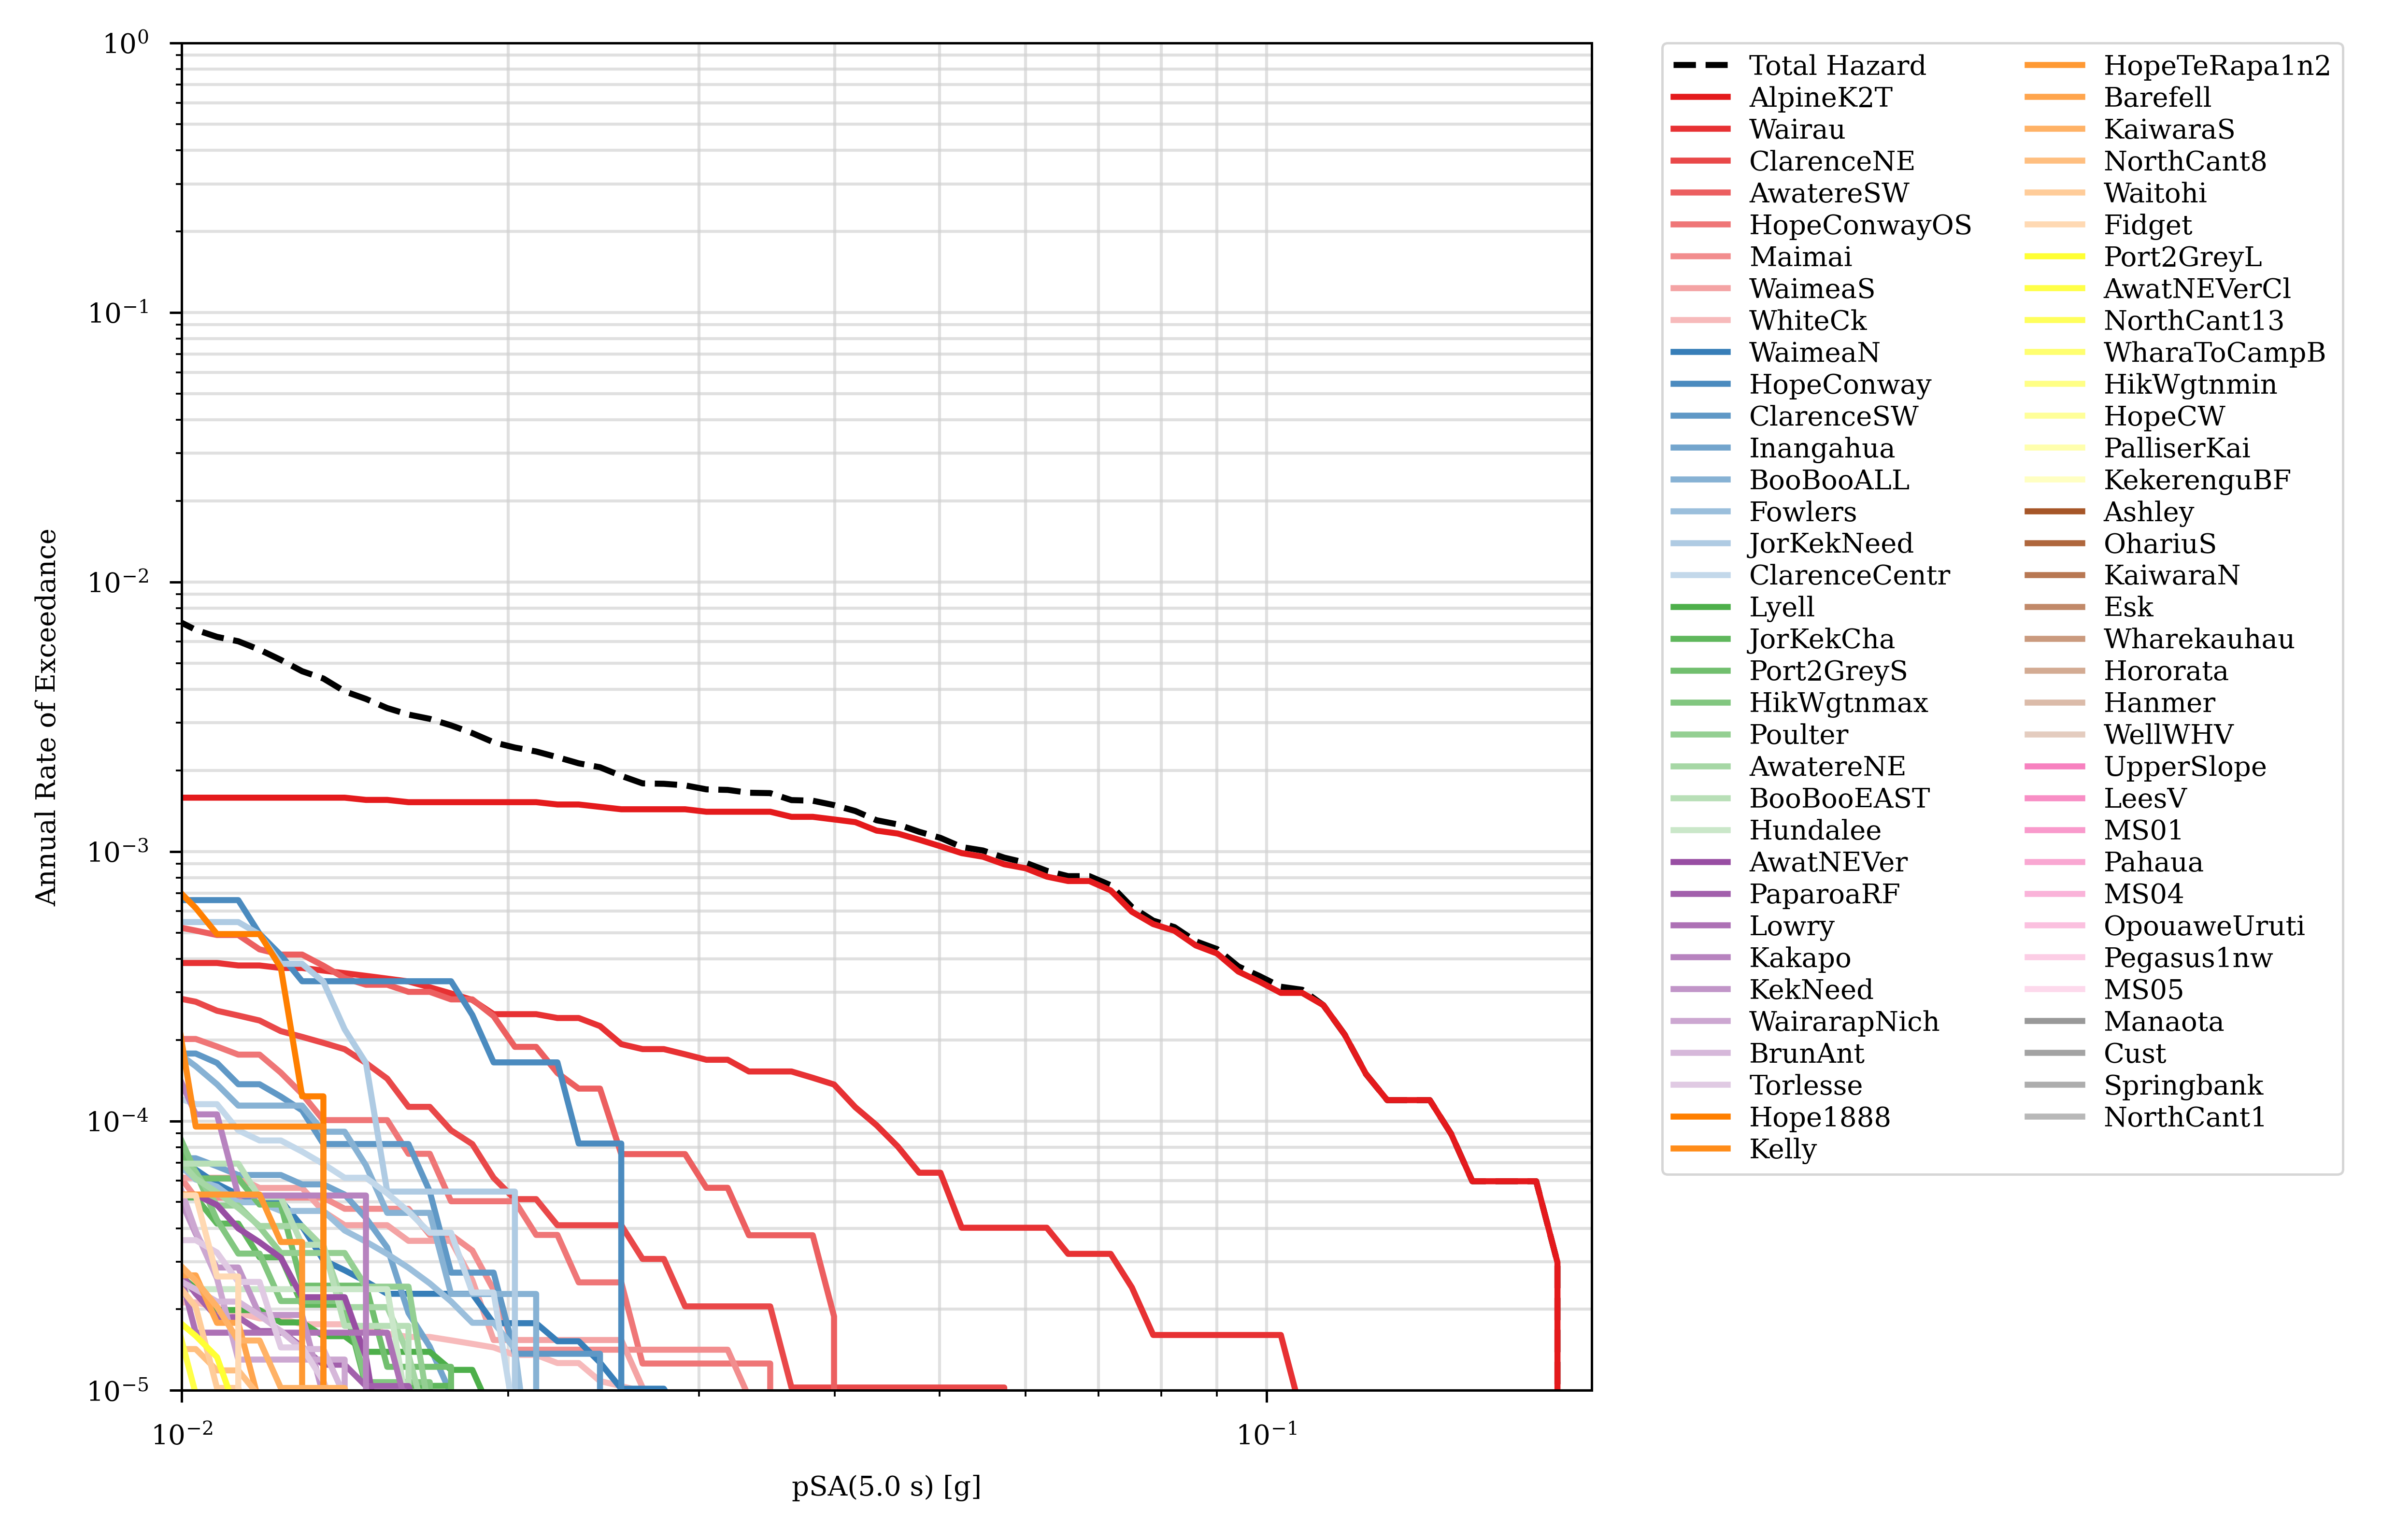 10⁰
10⁻¹
10⁻²
10⁻³
10⁻⁴
10⁻⁵
Annual Rate of Exceedance
10⁻²
10⁻¹
pSA(5.0 s) [g]
Total Hazard
AlpineK2T
Wairau
ClarenceNE
AwatereSW
HopeConwayOS
Maimai
WaimeaS
WhiteCk
WaimeaN
HopeConway
ClarenceSW
Inangahua
BooBooALL
Fowlers
JorKekNeed
ClarenceCentr
Lyell
JorKekCha
Port2GreyS
HikWgtnmax
Poulter
AwatereNE
BooBooEAST
Hundalee
AwatNEVer
PaparoaRF
Lowry
Kakapo
KekNeed
WairarapNich
BrunAnt
Torlesse
Hope1888
Kelly
HopeTeRapa1n2
Barefell
KaiwaraS
NorthCant8
Waitohi
Fidget
Port2GreyL
AwatNEVerCl
NorthCant13
WharaToCampB
HikWgtnmin
HopeCW
PalliserKai
KekerenguBF
Ashley
OhariuS
KaiwaraN
Esk
Wharekauhau
Hororata
Hanmer
WellWHV
UpperSlope
LeesV
MS01
Pahaua
MS04
OpouaweUruti
Pegasus1nw
MS05
Manaota
Cust
Springbank
NorthCant1